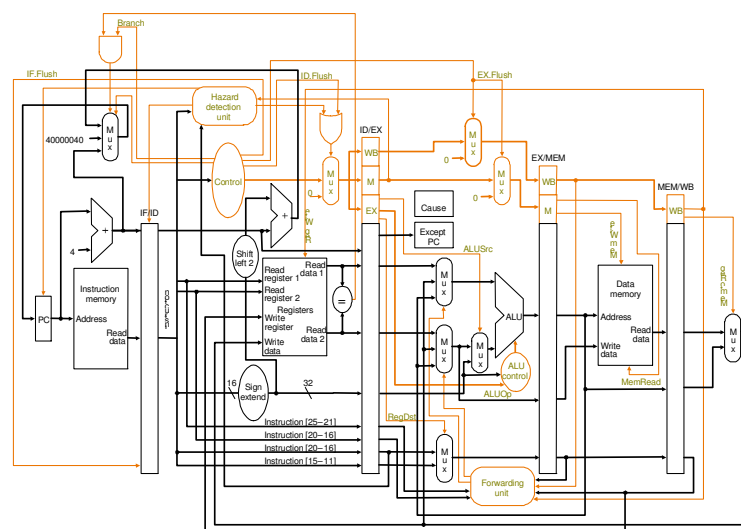 Branch
IF.Flush
ID.Flush
EX.Flush
Hazard
detection
unit
M
u
x
40000040
ID/EX
WB
M
u
x
0
EX/MEM
Control
M
u
x
0
M
M
u
x
0
WB
MEM/WB
IF/ID
+
EX
Cause
M
WB
+
4
Shift
left 2
Except
PC
ALUSrc
Instruction
memory
Address
Read
data
PC
Read
register 1
Read
register 2
Registers
Write
register
Write
data
Read
data 1
Read
data 2
=
M
u
x
M
u
x
M
u
x
ALU
ALU
control
Data
memory
Address
Read
data
Write
data
M
u
x
16
Sign
extend
32
ALUOp
MemRead
RegDst
Instruction [25–21]
Instruction [20–16]
Instruction [20–16]
Instruction [15–11]
M
u
x
Forwarding
unit